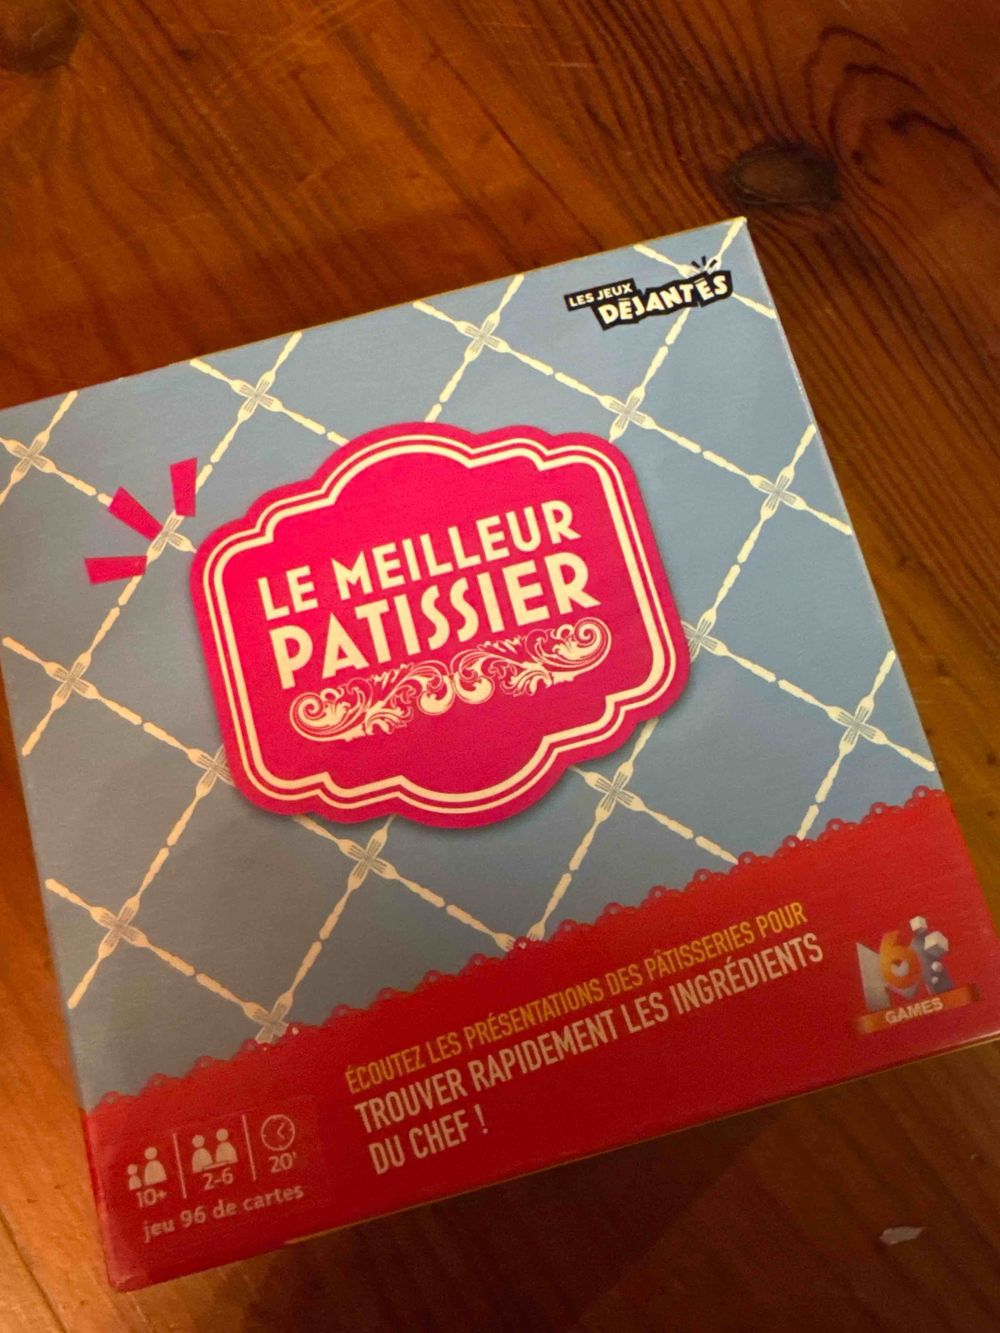 LES JEUX
DÉJANTÉS
LE MEILLEUR
PATISSIER
ÉCOUTEZ LES PRÉSENTATIONS DES PÂTISSERIES POUR
TROUVER RAPIDEMENT LES INGRÉDIENTS
DU CHEF !
M6
GAMES
10+
2-6
20'
jeu 96 de cartes